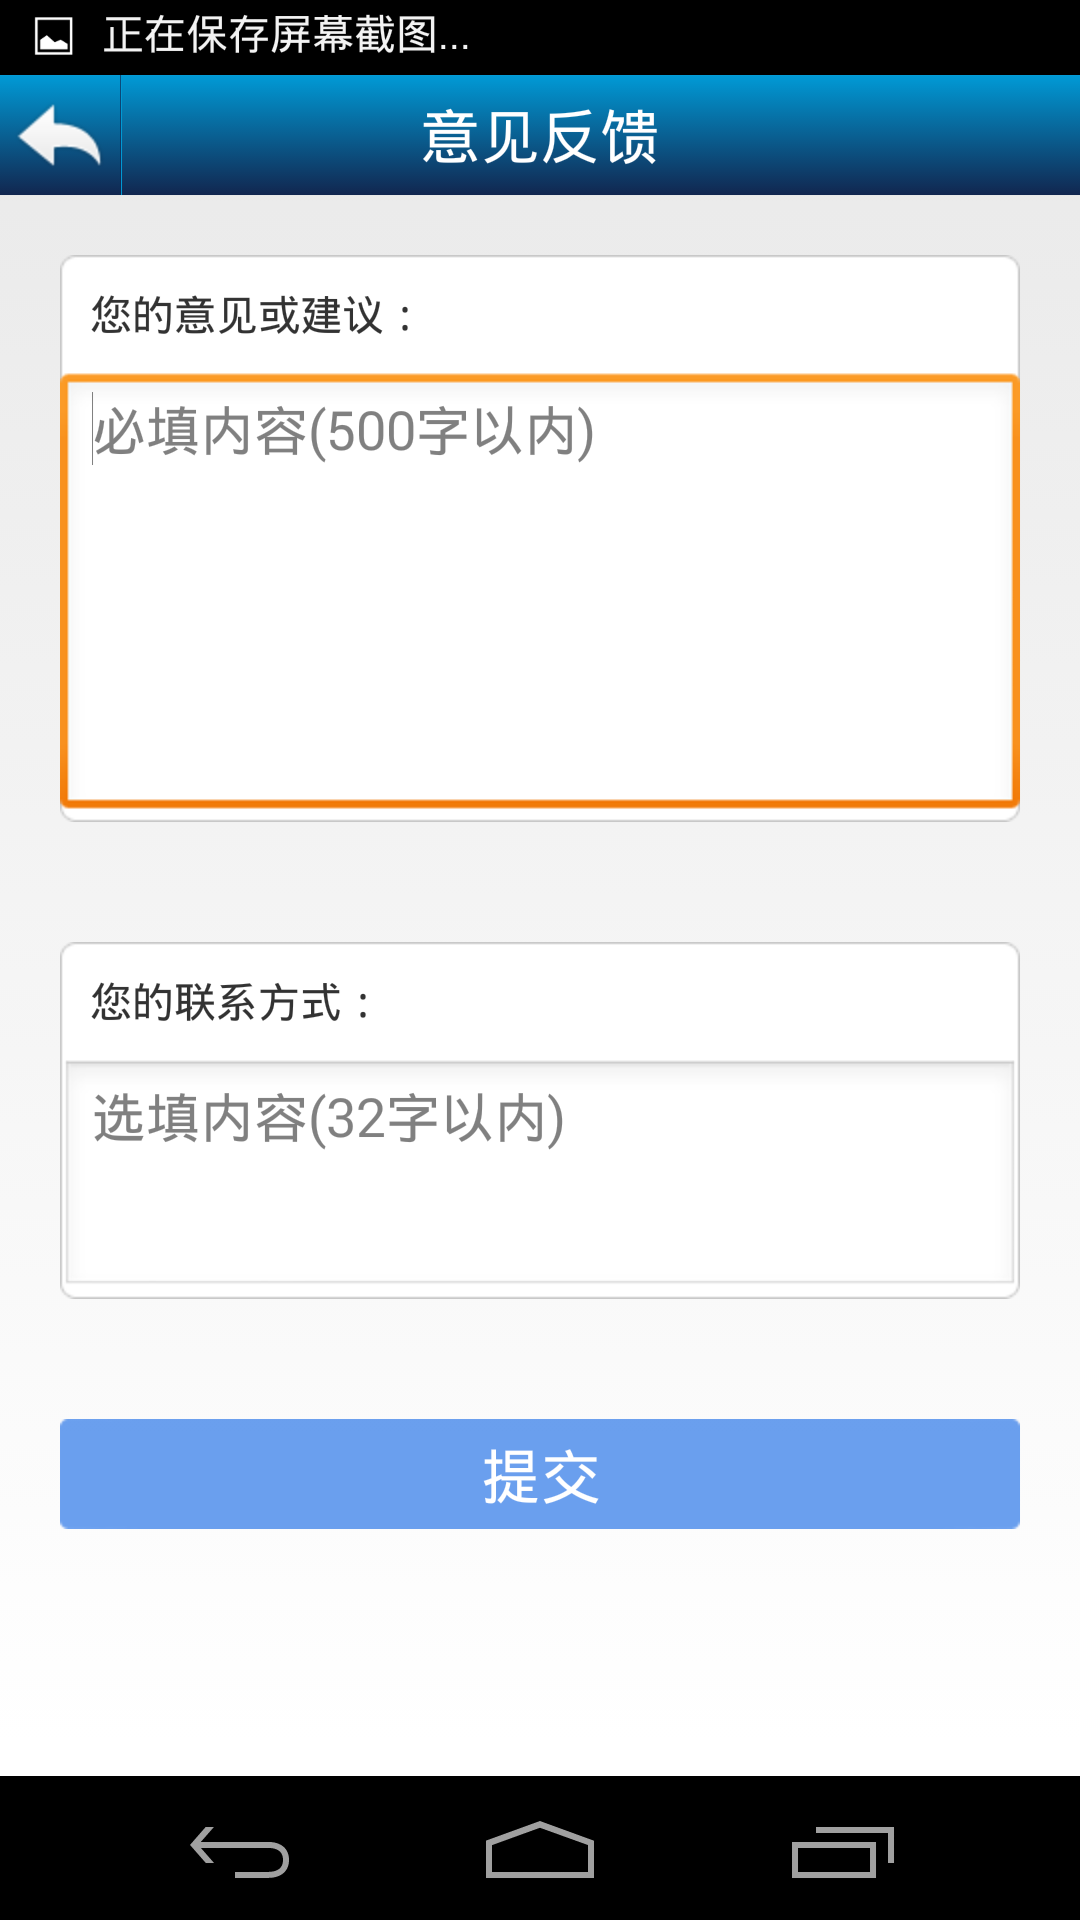 正在保存屏幕截图...
意见反馈
您的意见或建议：
必填内容(500字以内)
您的联系方式：
选填内容(32字以内)
提交